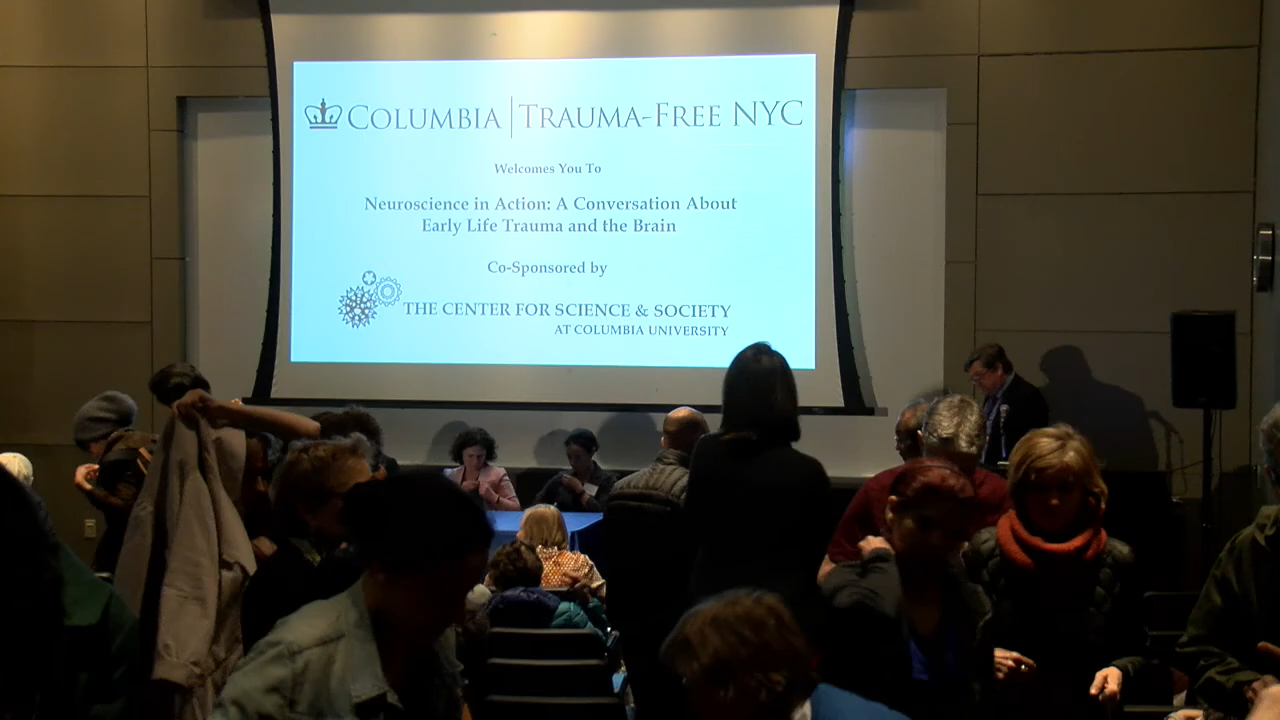 COLUMBIA | TRAUMA-FREE NYC
Welcomes You To
Neuroscience in Action: A Conversation About
Early Life Trauma and the Brain
Co-Sponsored by
THE CENTER FOR SCIENCE & SOCIETY
AT COLUMBIA UNIVERSITY